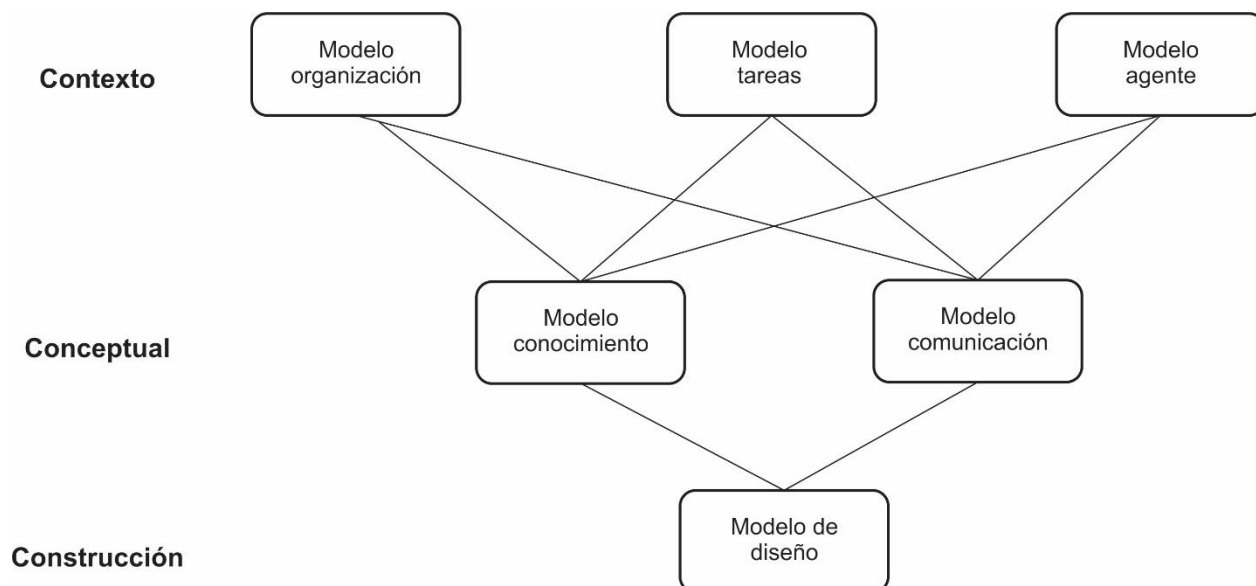 Contexto
Modelo
organización
Modelo
tareas
Modelo
agente
Conceptual
Modelo
conocimiento
Modelo
comunicación
Construcción
Modelo de
diseño